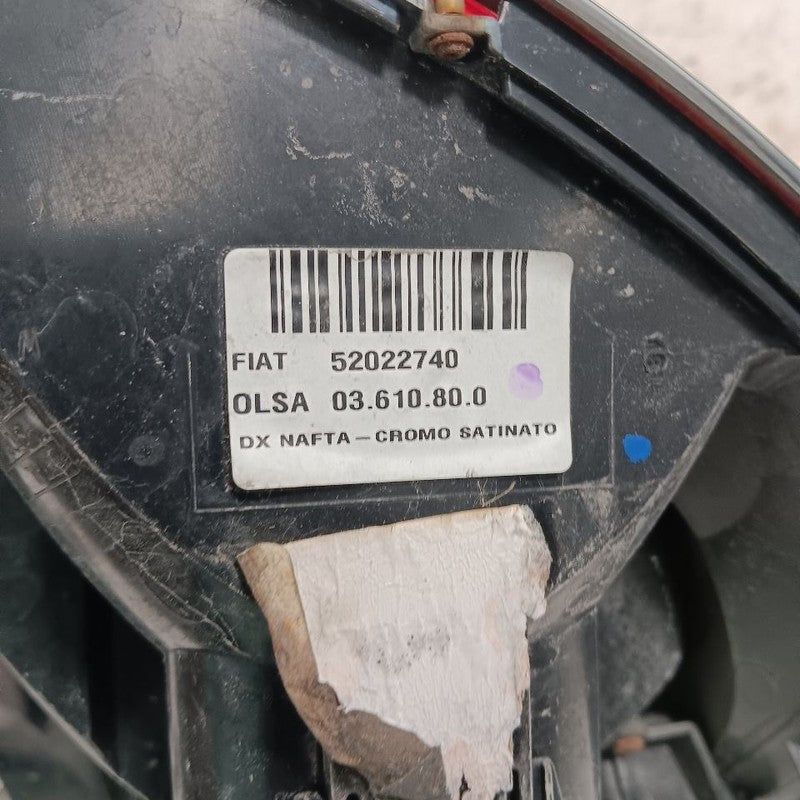 FIAT 52022740
OLSA 03.610.80.0
DX NAFTA – CROMO SATINATO